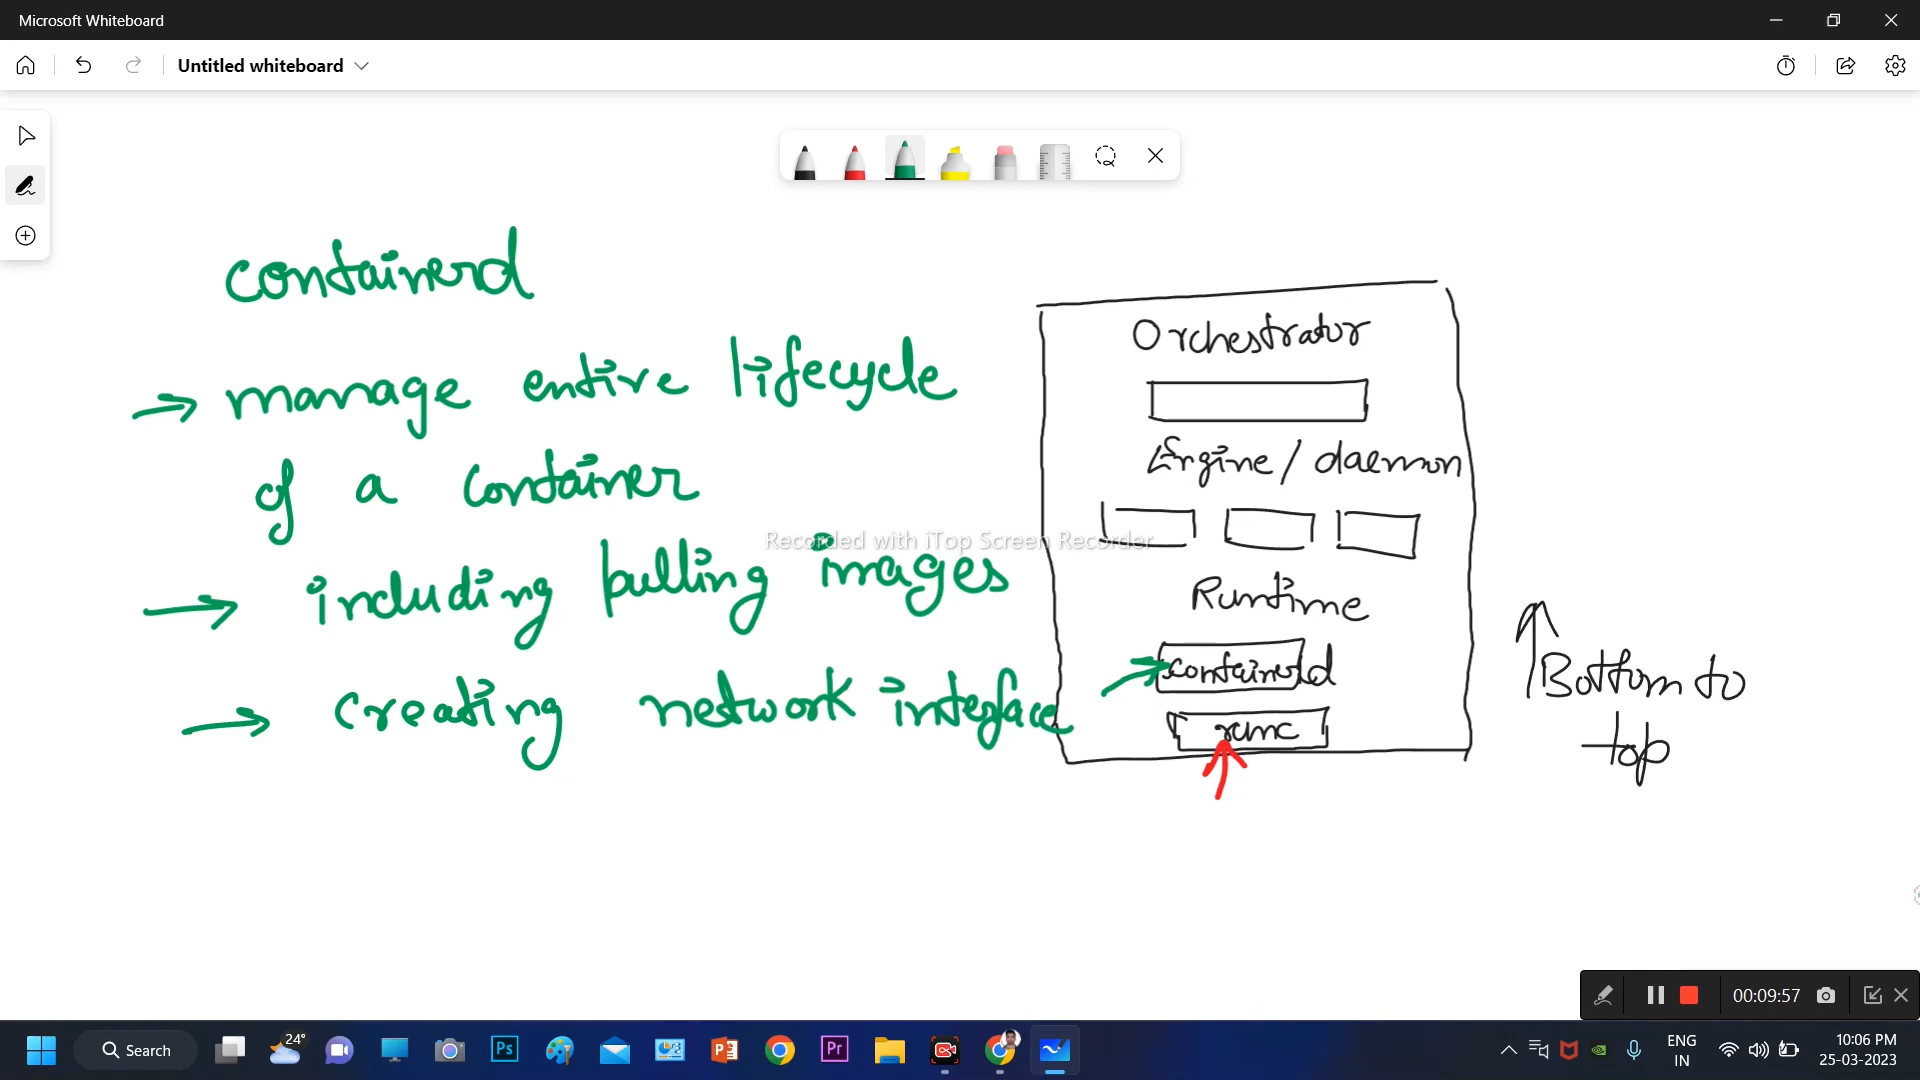 Microsoft Whiteboard
Untitled whiteboard
containerd
→ manage entire lifecycle
of a container
→ including pulling images
→ creating network interface
Orchestrator
Engine/daemon
Runtime
containerd
runc
Bottom to
top
Recorded with iTop Screen Recorder
00:09:57
24°
Search
Ps
Pr
ENG
IN
10:06 PM
25-03-2023